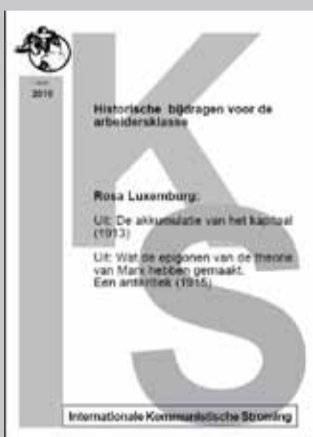 2010
Historische bijdragen voor de
arbeidersklasse
Rosa Luxemburg:
Uit: De akkumulatie van het kapitaal
(1913)
Uit: Wat de epigonen van de theorie
van Marx hebben gemaakt.
Een antikritiek (1915)
IKS
Internationale Kommunistische Stroming